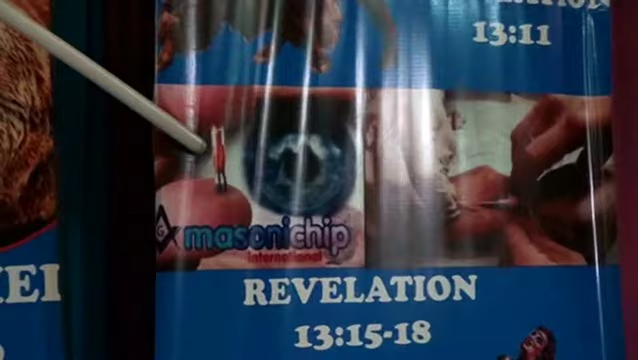 13:11
G
masonichip
international
REVELATION
13:15-18